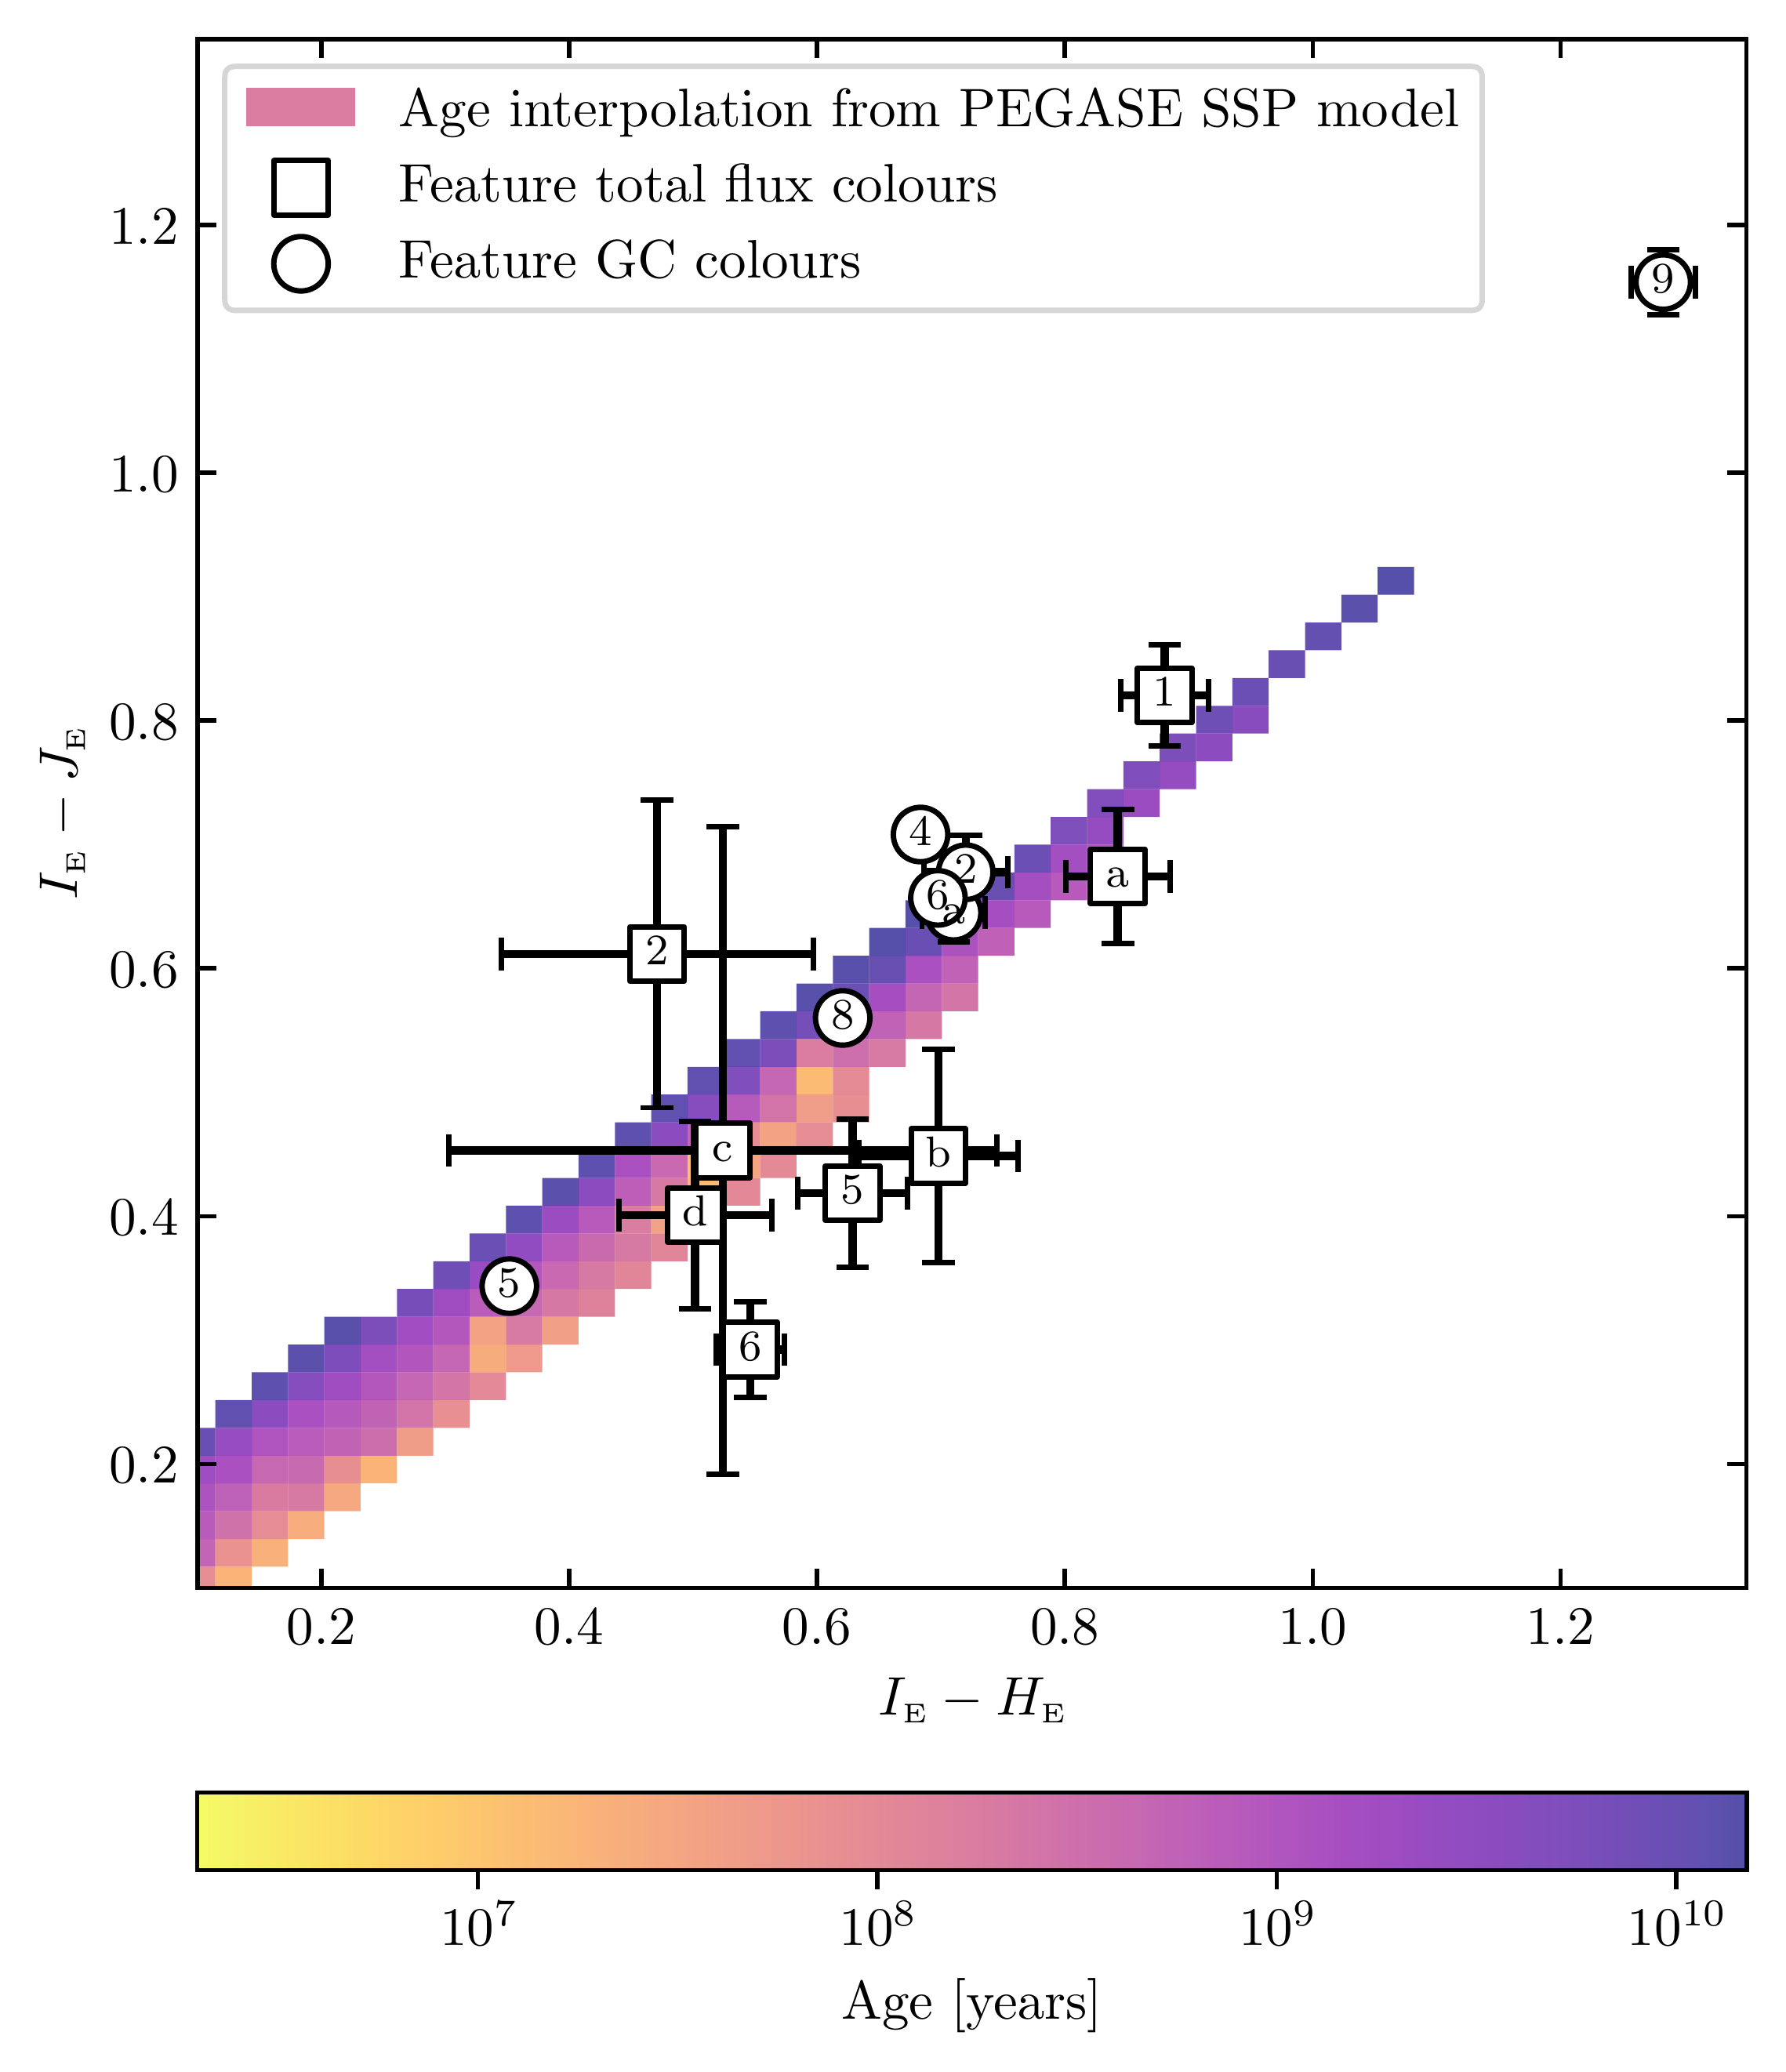 Age interpolation from PEGASE SSP model
Feature total flux colours
Feature GC colours
1.2
1.0
0.8
0.6
0.4
0.2
I_E − J_E
9
1
4
2
a
6
a
2
8
c
b
5
d
5
6
0.2 0.4 0.6 0.8 1.0 1.2
I_E − H_E
10^7 10^8 10^9 10^10
Age [years]